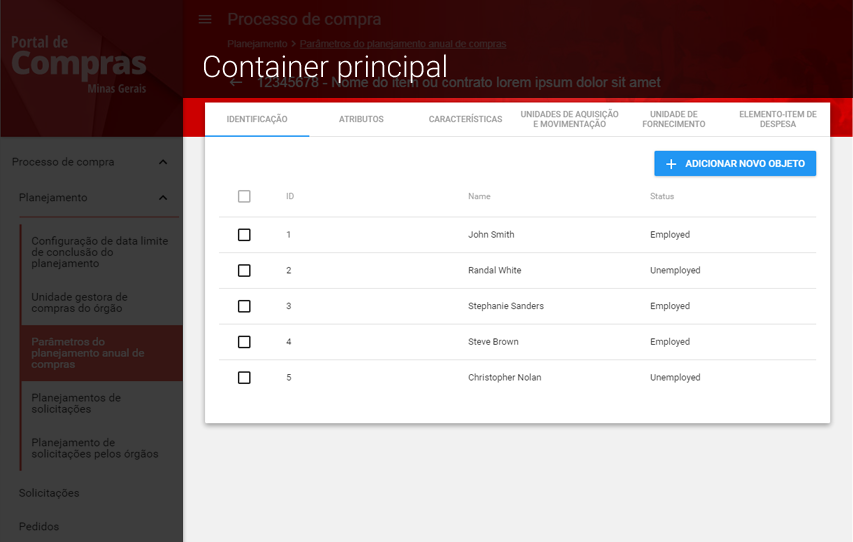 Portal de
Compras
Minas Gerais
Processo de compra
Planejamento > Parâmetros do planejamento anual de compras
Container principal
12345678 - Nome do item ou contrato lorem ipsum dolor sit amet
Processo de compra
Planejamento
Configuração de data limite
de conclusão do
planejamento
Unidade gestora de
compras do órgão
Parâmetros do
planejamento anual de
compras
Planejamentos de
solicitações
Planejamento de
solicitações pelos órgãos
Solicitações
Pedidos
IDENTIFICAÇÃO
ATRIBUTOS
CARACTERÍSTICAS
UNIDADES DE AQUISIÇÃO
E MOVIMENTAÇÃO
UNIDADE DE
FORNECIMENTO
ELEMENTO-ITEM DE
DESPESA
ADICIONAR NOVO OBJETO
ID Name Status
1 John Smith Employed
2 Randal White Unemployed
3 Stephanie Sanders Employed
4 Steve Brown Employed
5 Christopher Nolan Unemployed